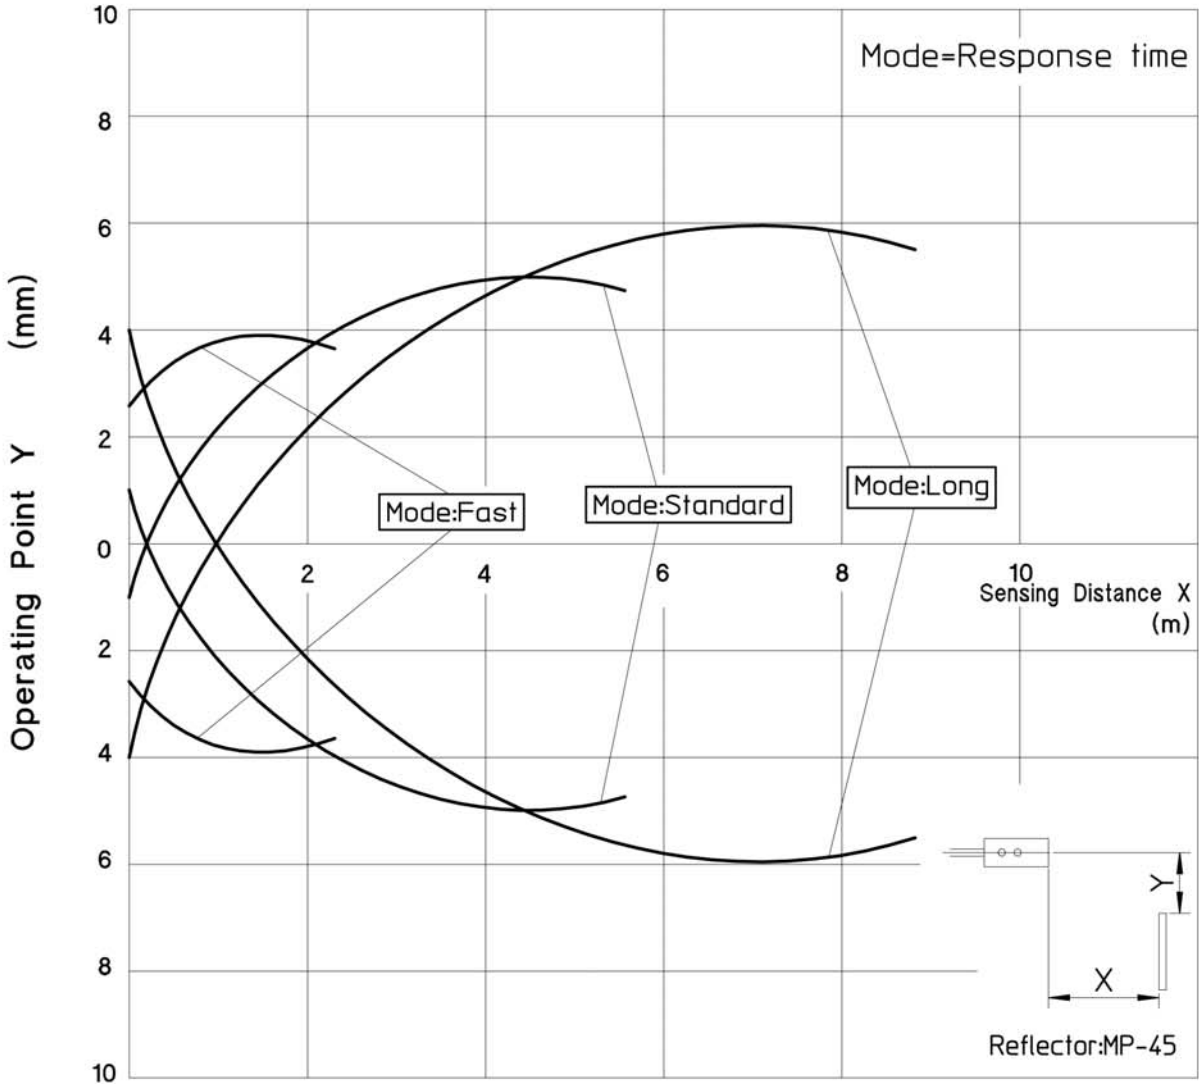 10
Mode=Response time
8
6
4
2
0
2
4
6
8
10
Operating Point Y (mm)
Mode:Fast
Mode:Standard
Mode:Long
2
4
6
8
10
Sensing Distance X
(m)
Y
X
Reflector:MP-45